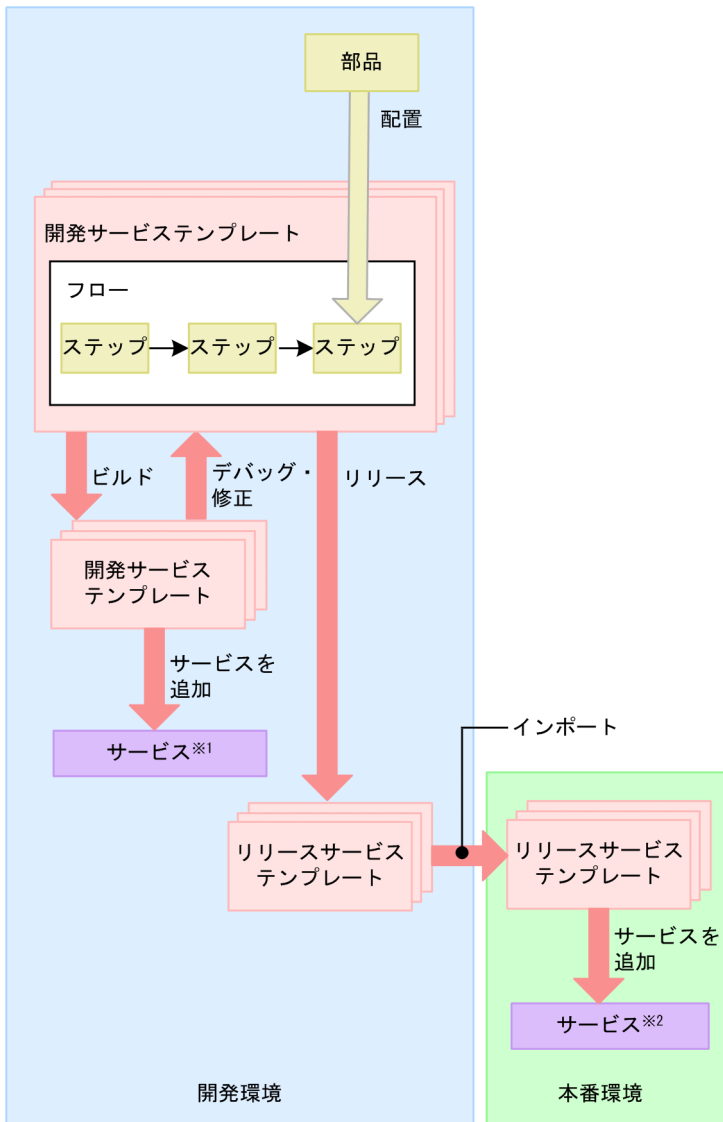 部品
配置
開発サービステンプレート
フロー
ステップ
ステップ
ステップ
ビルド
デバッグ・
修正
リリース
開発サービス
テンプレート
サービスを
追加
サービス※1
インポート
リリースサービス
テンプレート
リリースサービス
テンプレート
サービスを
追加
サービス※2
開発環境
本番環境